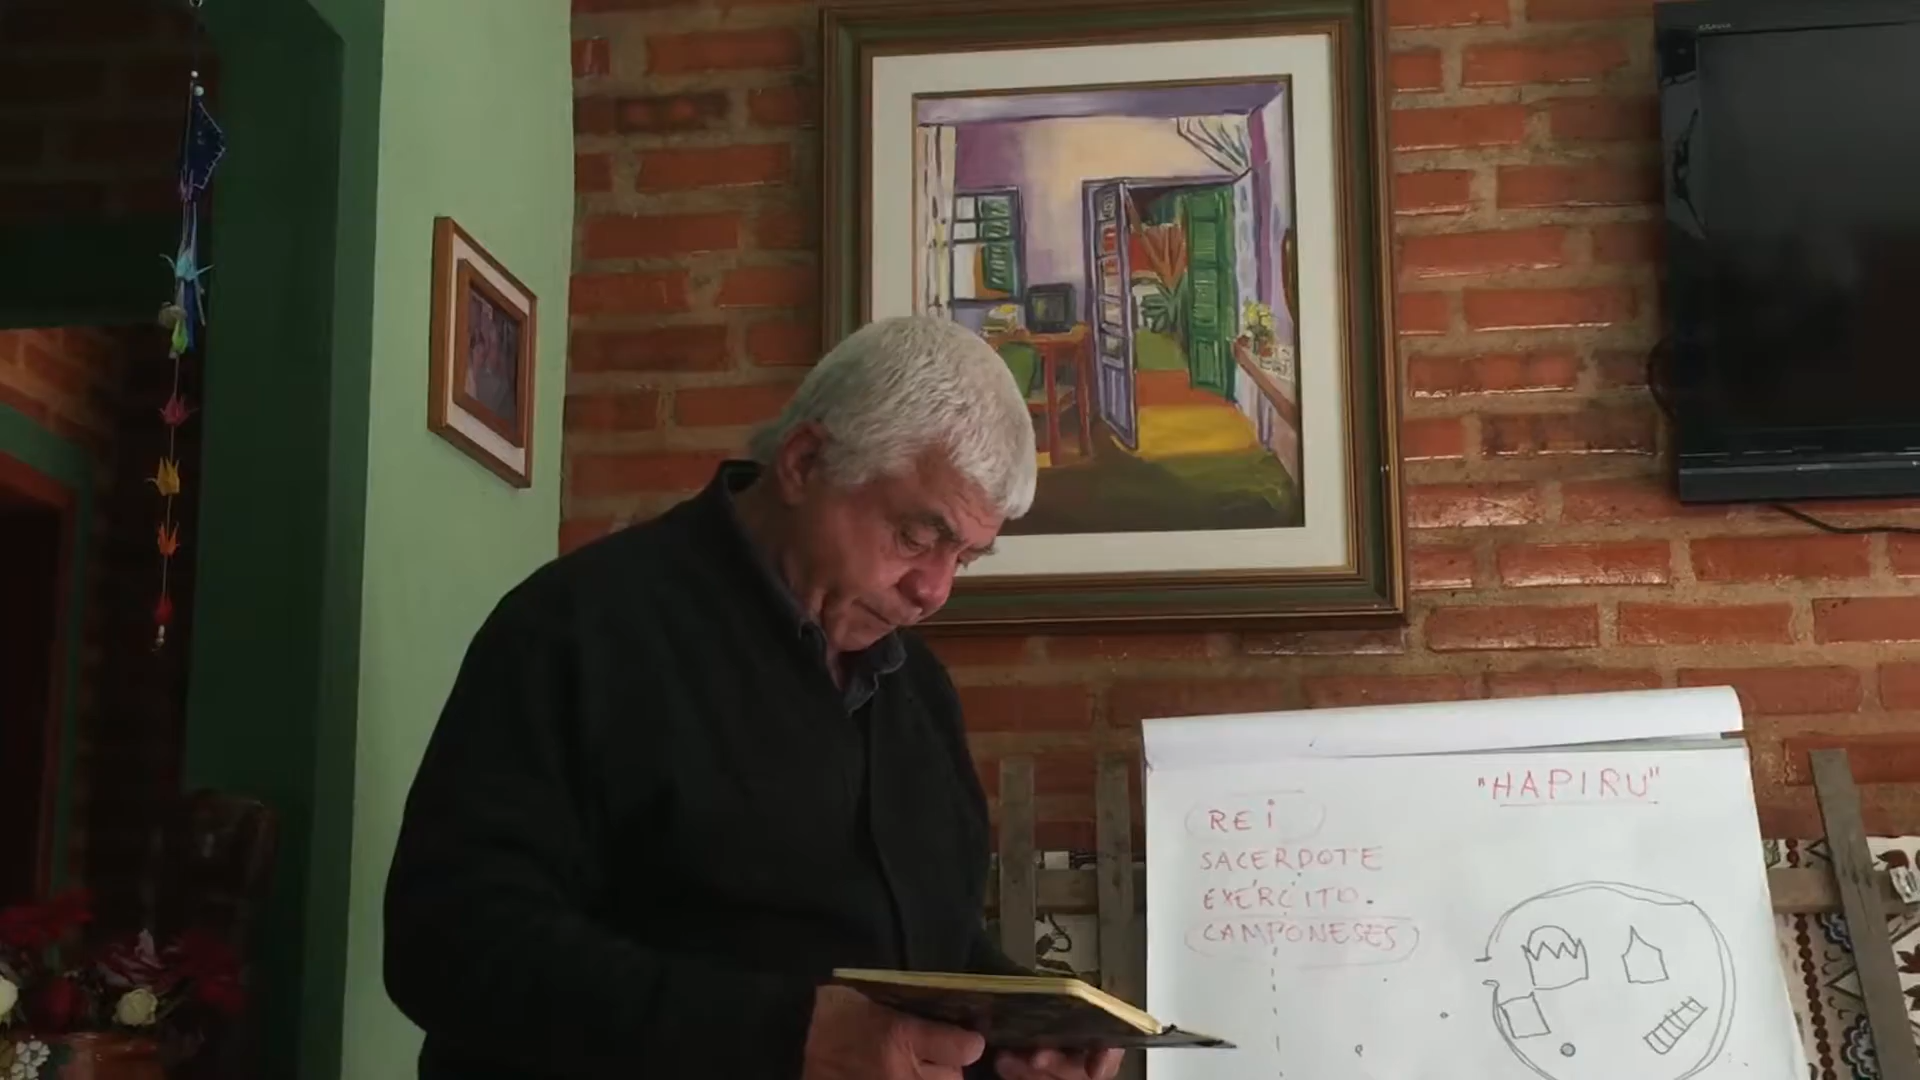 "HAPIRU"
REI
SACERDOTE
EXÉRCITO.
CAMPONESES